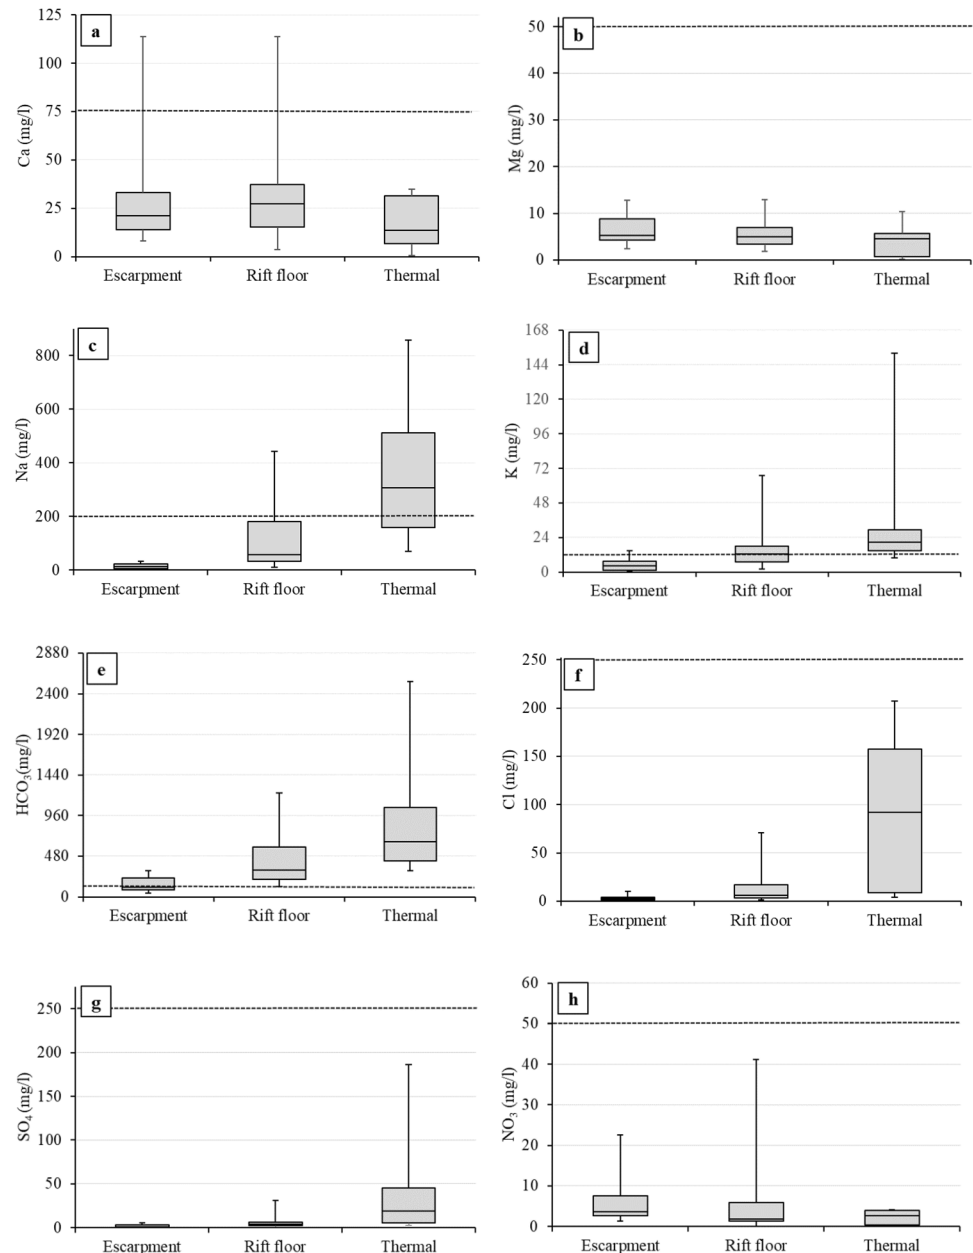 a
Ca (mg/l)
125
100
75
50
25
0
Escarpment Rift floor Thermal
b
Mg (mg/l)
50
40
30
20
10
0
Escarpment Rift floor Thermal
c
Na (mg/l)
800
600
400
200
0
Escarpment Rift floor Thermal
d
K (mg/l)
168
144
120
96
72
48
24
0
Escarpment Rift floor Thermal
e
HCO₃(mg/l)
2880
2400
1920
1440
960
480
0
Escarpment Rift floor Thermal
f
Cl (mg/l)
250
200
150
100
50
0
Escarpment Rift floor Thermal
g
SO₄ (mg/l)
250
200
150
100
50
0
Escarpment Rift floor Thermal
h
NO₃ (mg/l)
60
50
40
30
20
10
0
Escarpment Rift floor Thermal